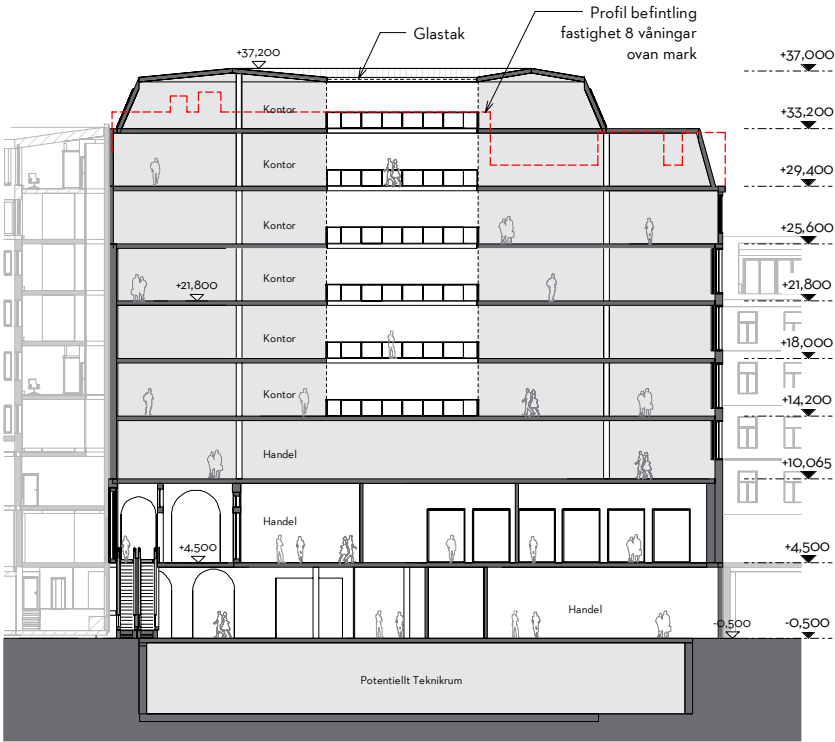 Profil befintling
fastighet 8 våningar
ovan mark
Glastak
+37,200
+37,000
Kontor
+33,200
Kontor
+29,400
Kontor
+25,600
Kontor
+21,800
+21,800
Kontor
+18,000
Kontor
+14,200
Handel
+10,065
Handel
+4,500
+4,500
Handel
-0,500
-0,500
Potentiellt Teknikrum